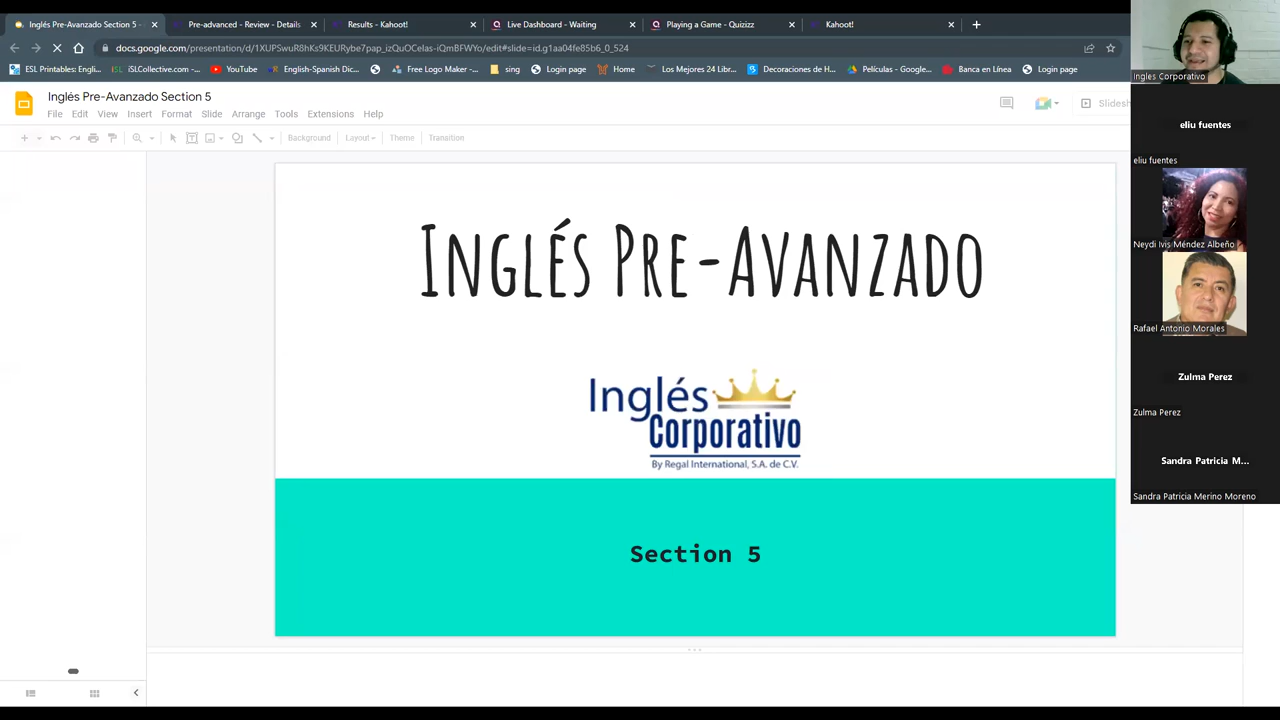 Inglés Pre-Avanzado Section 5 -
Pre-advanced - Review - Details
Results - Kahoot!
Live Dashboard - Waiting
Playing a Game - Quizizz
Kahoot!
docs.google.com/presentation/d/1XUPSwuR8hKs9KEURybe7pap_izQuOCelas-iQmBFWYo/edit#slide=id.g1aa04fe85b6_0_524
ESL Printables: Engli...
iSLCollective.com -...
YouTube
English-Spanish Dic...
Free Logo Maker -...
sing
Login page
Home
Los Mejores 24 Libr...
Decoraciones de H...
Películas - Google...
Banca en Línea
Login page
Inglés Pre-Avanzado Section 5
File Edit View Insert Format Slide Arrange Tools Extensions Help
Slidesh
Background Layout Theme Transition
Inglés Pre-Avanzado
Inglés
Corporativo
By Regal International, S.A. de C.V.
Section 5
Ingles Corporativo
eliu fuentes
eliu fuentes
Neydi Ivis Méndez Albeño
Rafael Antonio Morales
Zulma Perez
Zulma Perez
Sandra Patricia M...
Sandra Patricia Merino Moreno